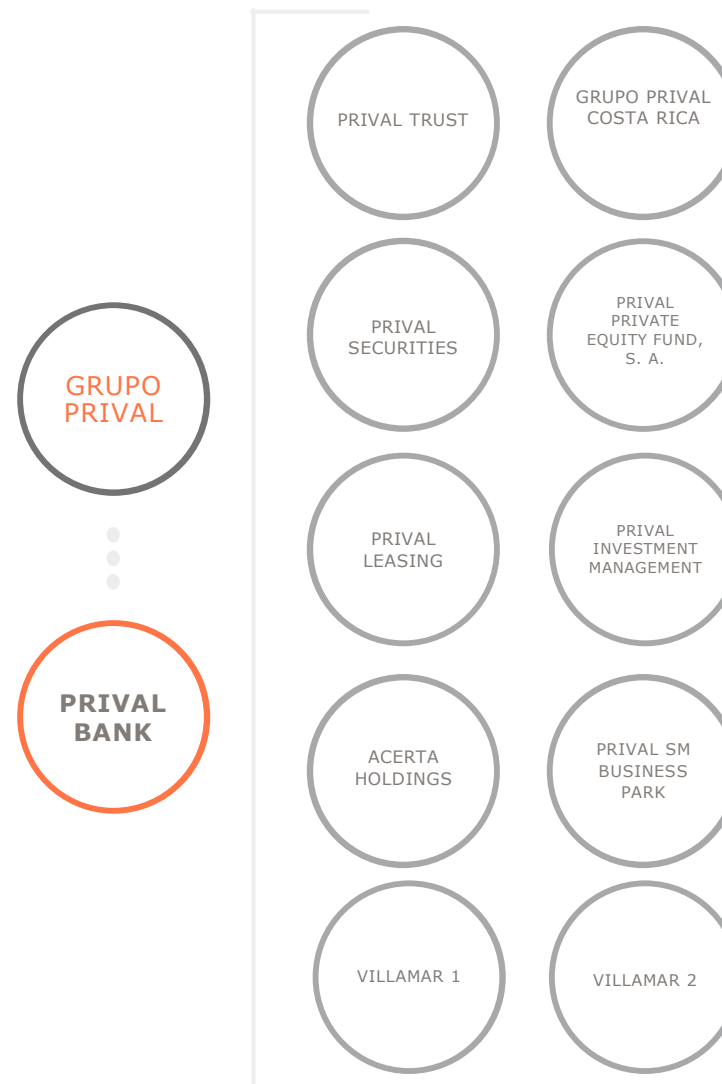 GRUPO
PRIVAL
PRIVAL
BANK
PRIVAL TRUST
GRUPO PRIVAL
COSTA RICA
PRIVAL
SECURITIES
PRIVAL
PRIVATE
EQUITY FUND,
S. A.
PRIVAL
LEASING
PRIVAL
INVESTMENT
MANAGEMENT
ACERTA
HOLDINGS
PRIVAL SM
BUSINESS
PARK
VILLAMAR 1
VILLAMAR 2